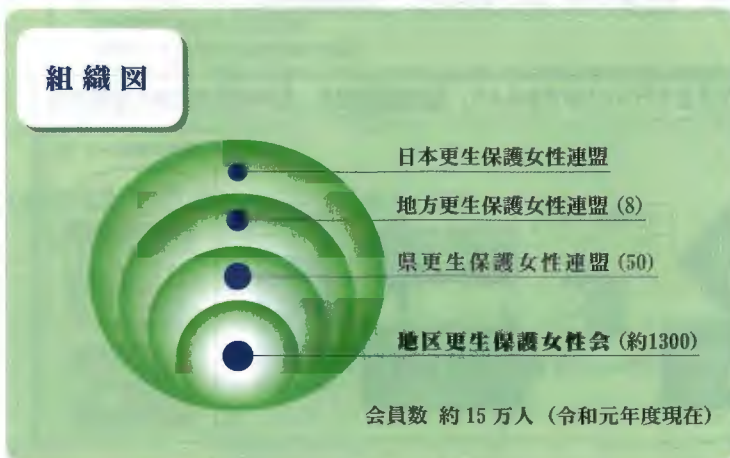 組織図
日本更生保護女性連盟
地方更生保護女性連盟 (8)
県更生保護女性連盟 (50)
地区更生保護女性会 (約1300)
会員数 約15万人 (令和元年度現在)